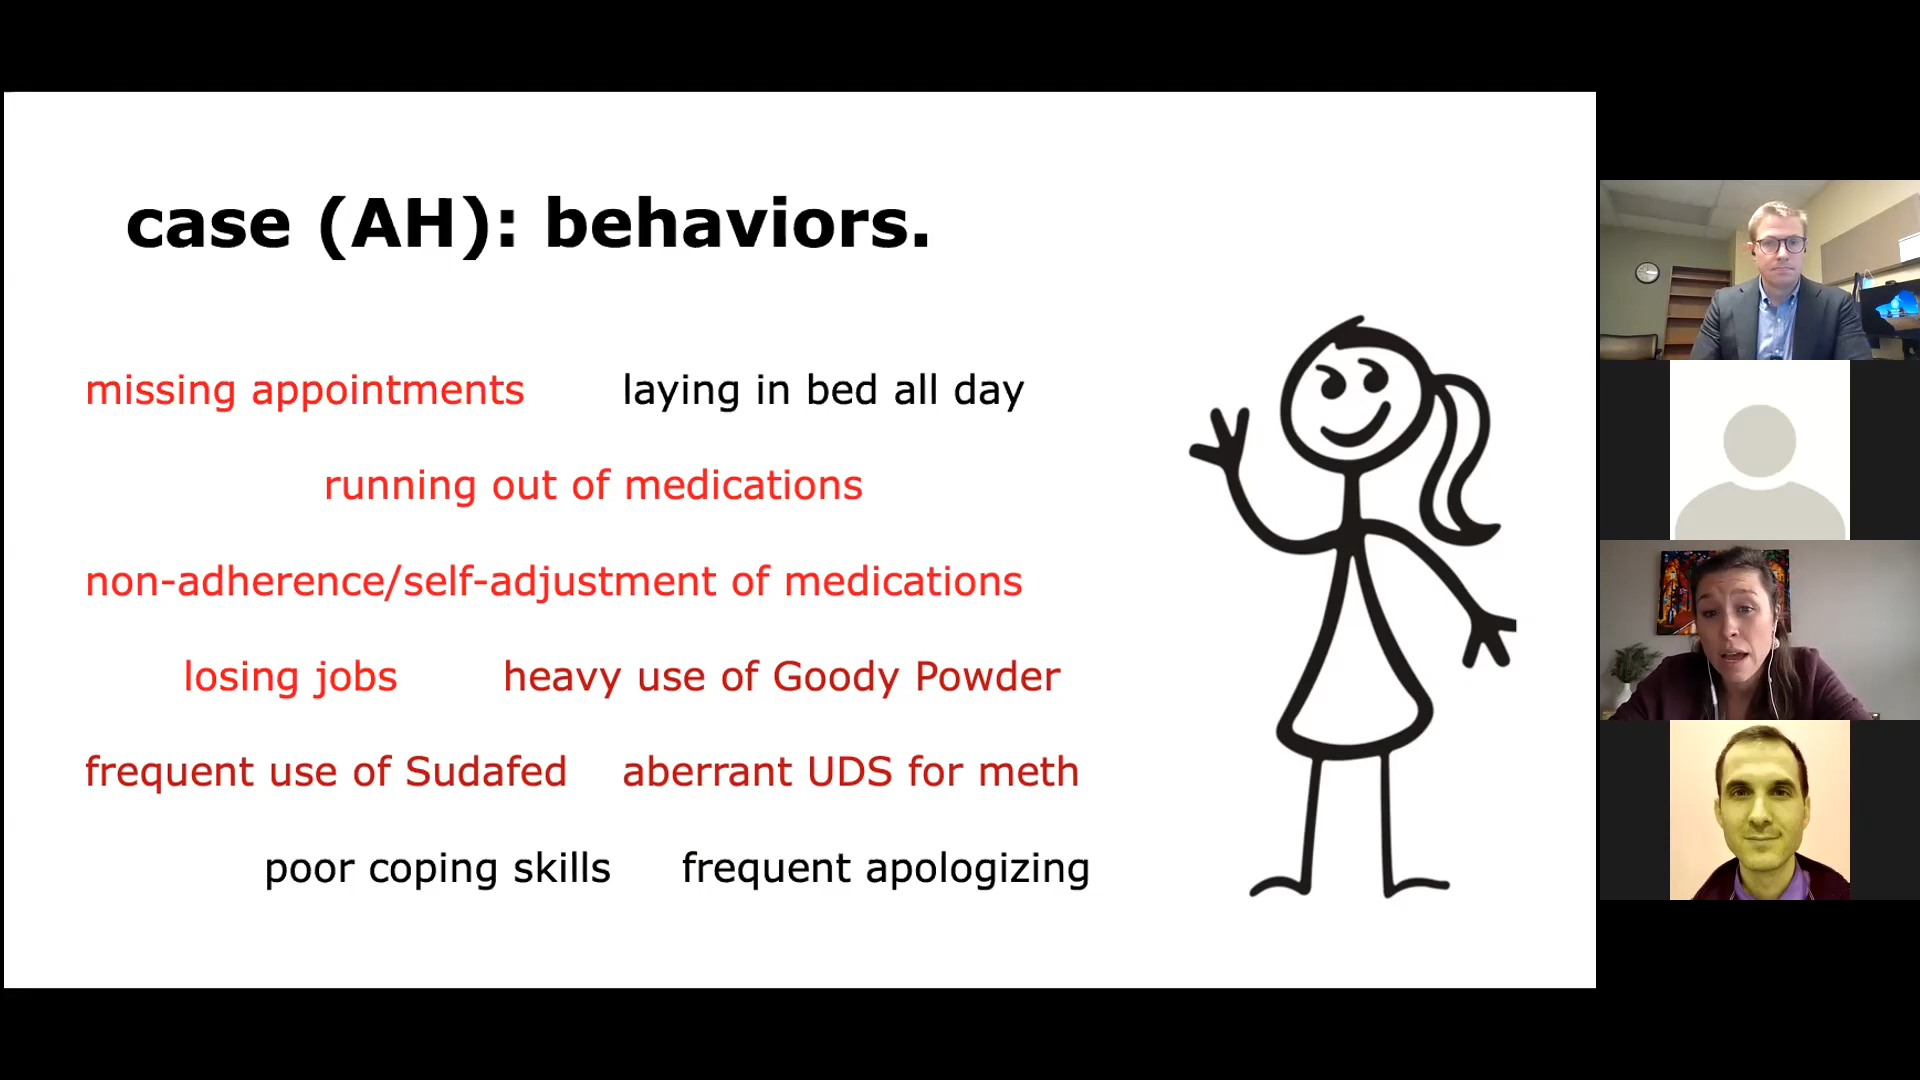 case (AH): behaviors.
missing appointments laying in bed all day
running out of medications
non-adherence/self-adjustment of medications
losing jobs heavy use of Goody Powder
frequent use of Sudafed aberrant UDS for meth
poor coping skills frequent apologizing